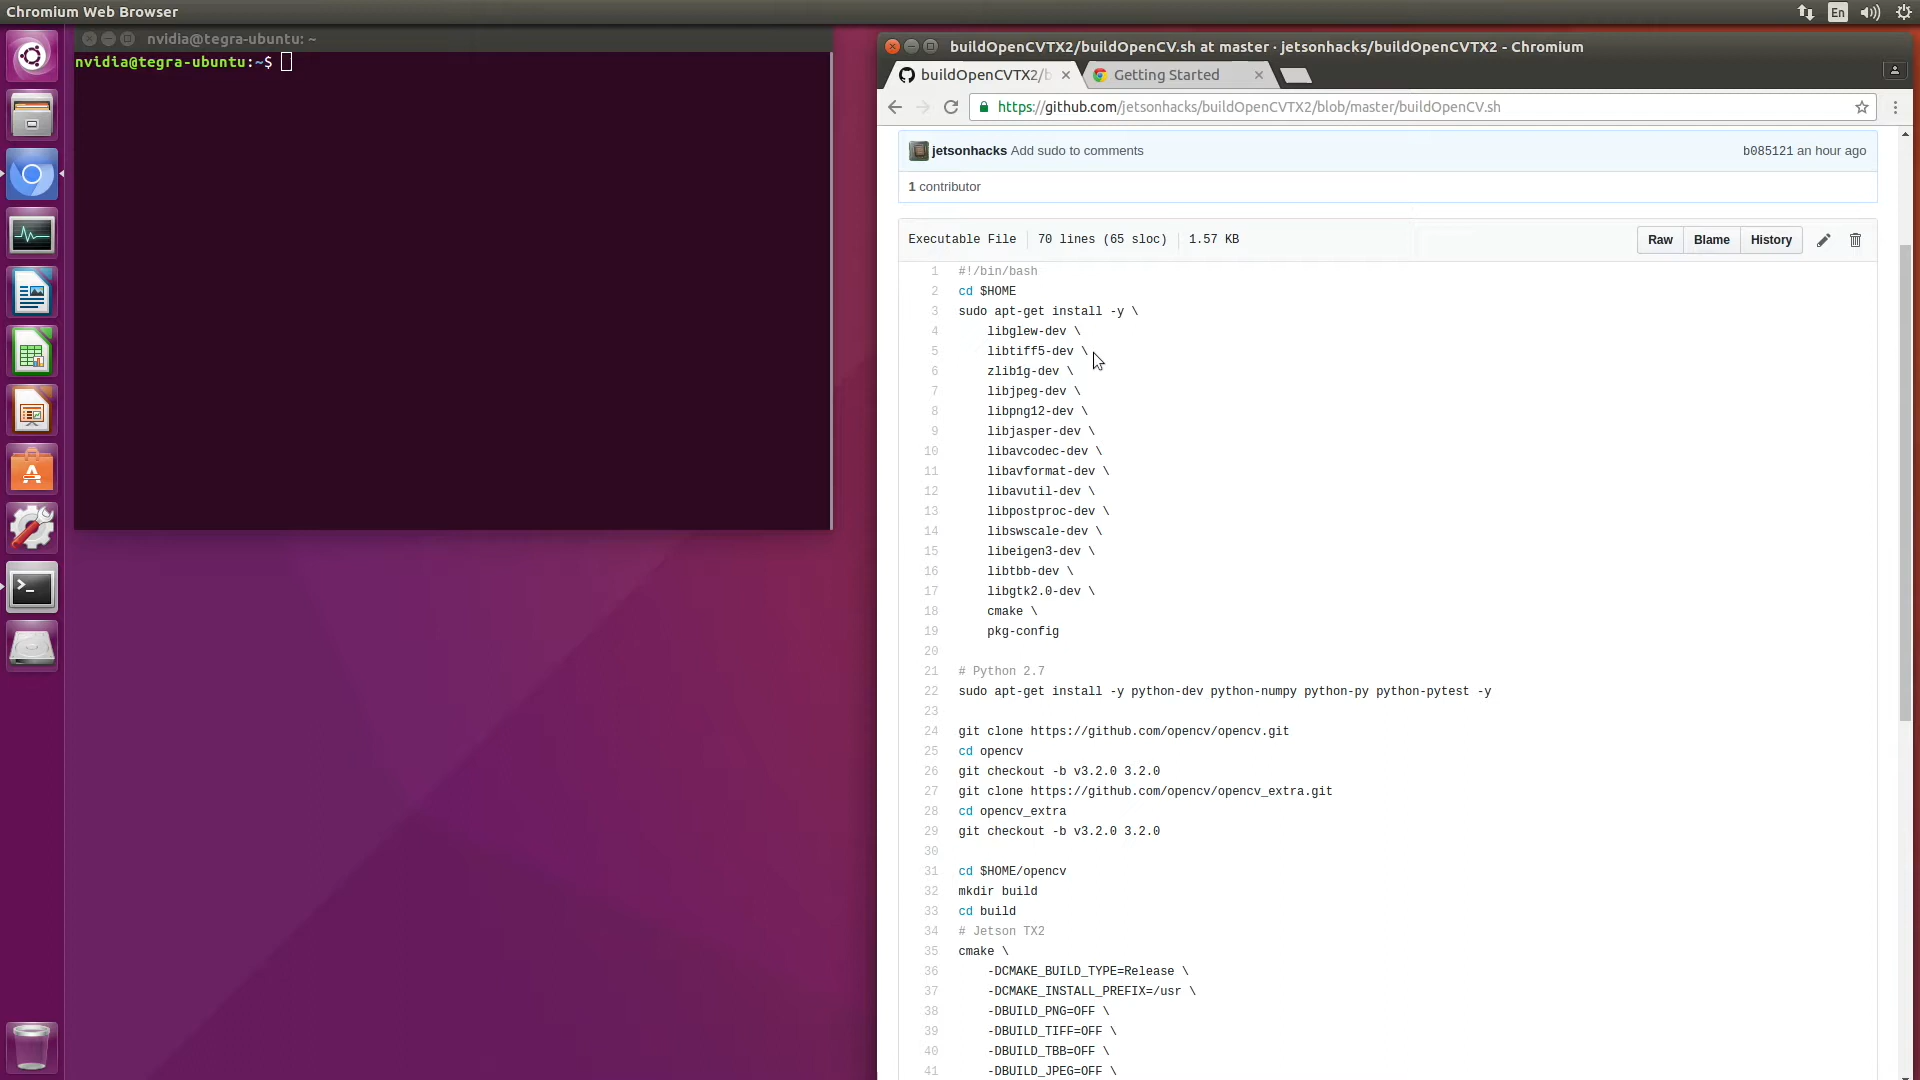 Chromium Web Browser
En
nvidia@tegra-ubuntu: ~
nvidia@tegra-ubuntu:~$
buildOpenCVTX2/buildOpenCV.sh at master · jetsonhacks/buildOpenCVTX2 - Chromium
buildOpenCVTX2/b
Getting Started
https://github.com/jetsonhacks/buildOpenCVTX2/blob/master/buildOpenCV.sh
jetsonhacks Add sudo to comments
b085121 an hour ago
1 contributor
Executable File
70 lines (65 sloc)
1.57 KB
Raw
Blame
History
1 #!/bin/bash
2 cd $HOME
3 sudo apt-get install -y \
4 libglew-dev \
5 libtiff5-dev \
6 zlib1g-dev \
7 libjpeg-dev \
8 libpng12-dev \
9 libjasper-dev \
10 libavcodec-dev \
11 libavformat-dev \
12 libavutil-dev \
13 libpostproc-dev \
14 libswscale-dev \
15 libeigen3-dev \
16 libtbb-dev \
17 libgtk2.0-dev \
18 cmake \
19 pkg-config
20
21 # Python 2.7
22 sudo apt-get install -y python-dev python-numpy python-py python-pytest -y
23
24 git clone https://github.com/opencv/opencv.git
25 cd opencv
26 git checkout -b v3.2.0 3.2.0
27 git clone https://github.com/opencv/opencv_extra.git
28 cd opencv_extra
29 git checkout -b v3.2.0 3.2.0
30
31 cd $HOME/opencv
32 mkdir build
33 cd build
34 # Jetson TX2
35 cmake \
36 -DCMAKE_BUILD_TYPE=Release \
37 -DCMAKE_INSTALL_PREFIX=/usr \
38 -DBUILD_PNG=OFF \
39 -DBUILD_TIFF=OFF \
40 -DBUILD_TBB=OFF \
41 -DBUILD_JPEG=OFF \